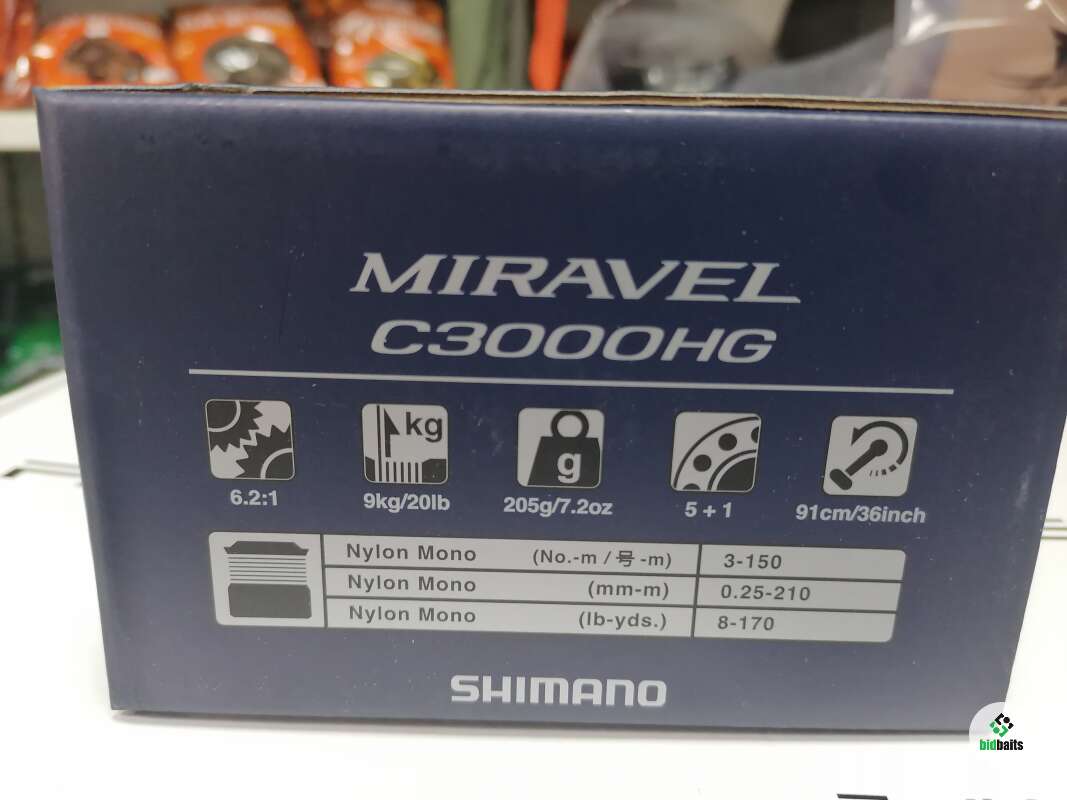 MIRAVEL
C3000HG
kg
g
6.2:1
9kg/20lb
205g/7.2oz
5 + 1
91cm/36inch
Nylon Mono (No.-m / 号 -m) 3-150
Nylon Mono (mm-m) 0.25-210
Nylon Mono (lb-yds.) 8-170
SHIMANO
bidbaits